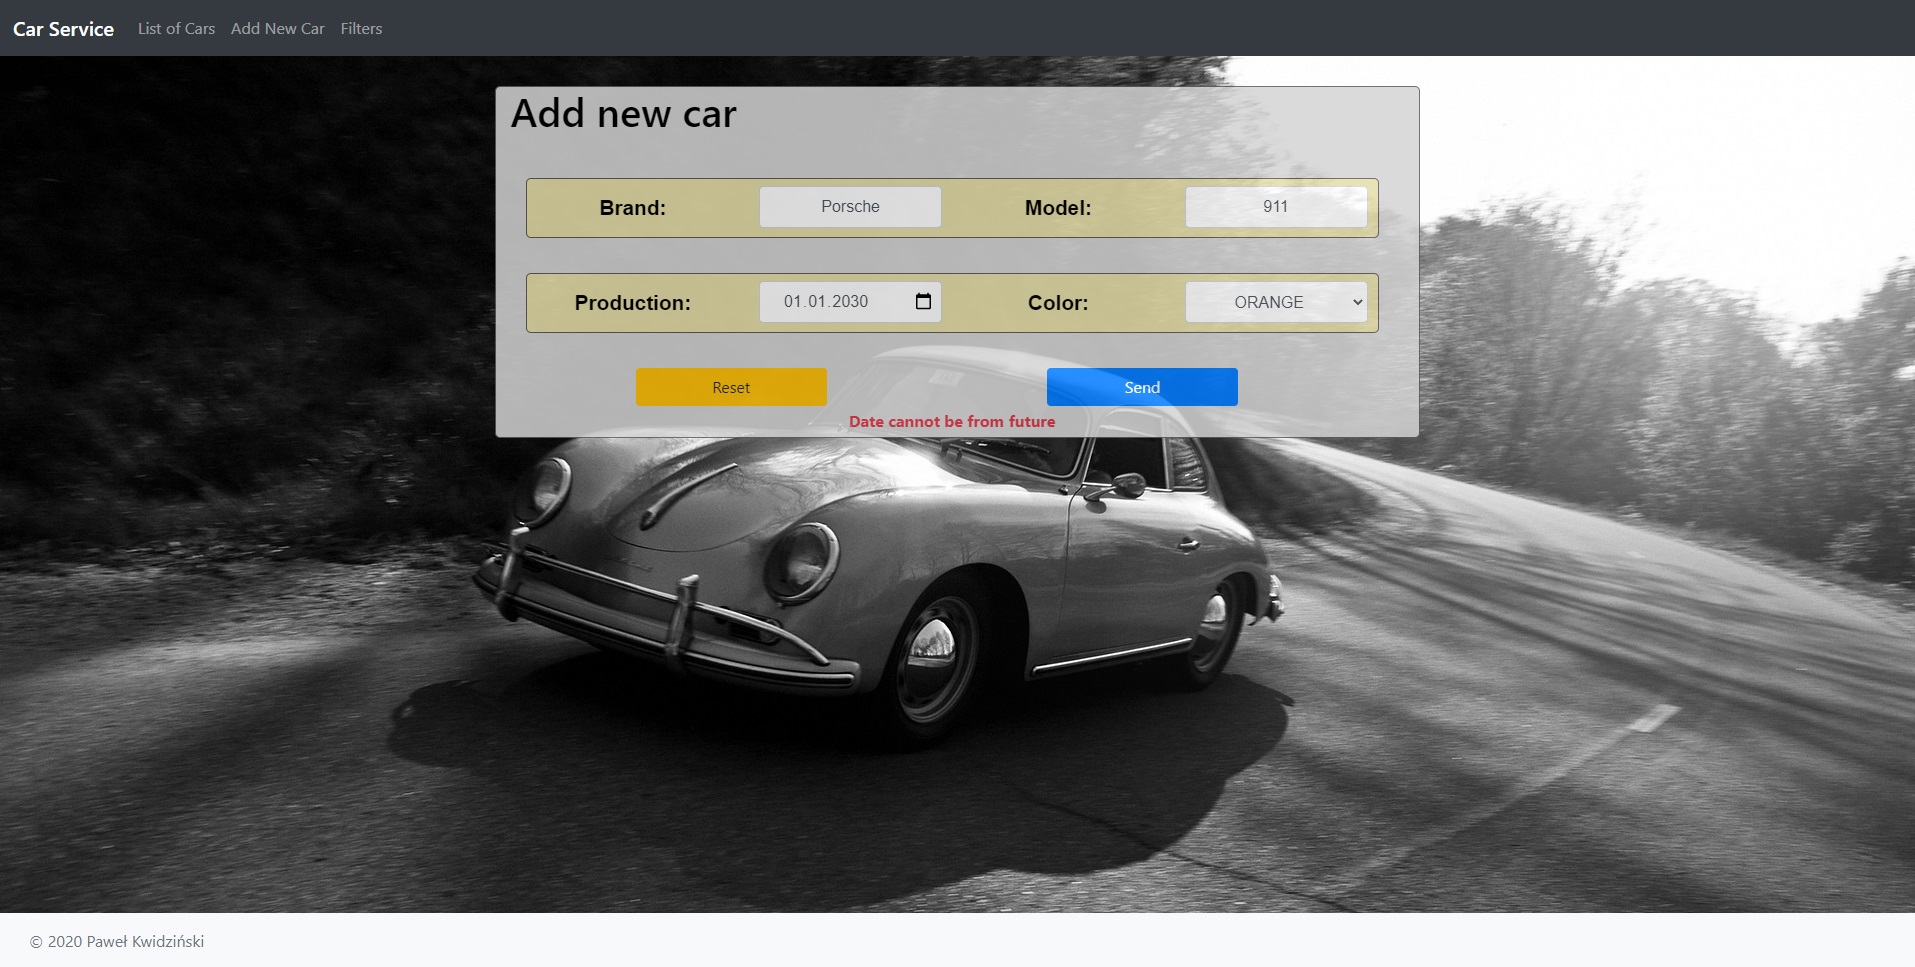 Car Service List of Cars Add New Car Filters
Add new car
Brand: Porsche Model: 911
Production: 01.01.2030 Color: ORANGE
Reset Send
Date cannot be from future
© 2020 Paweł Kwidziński